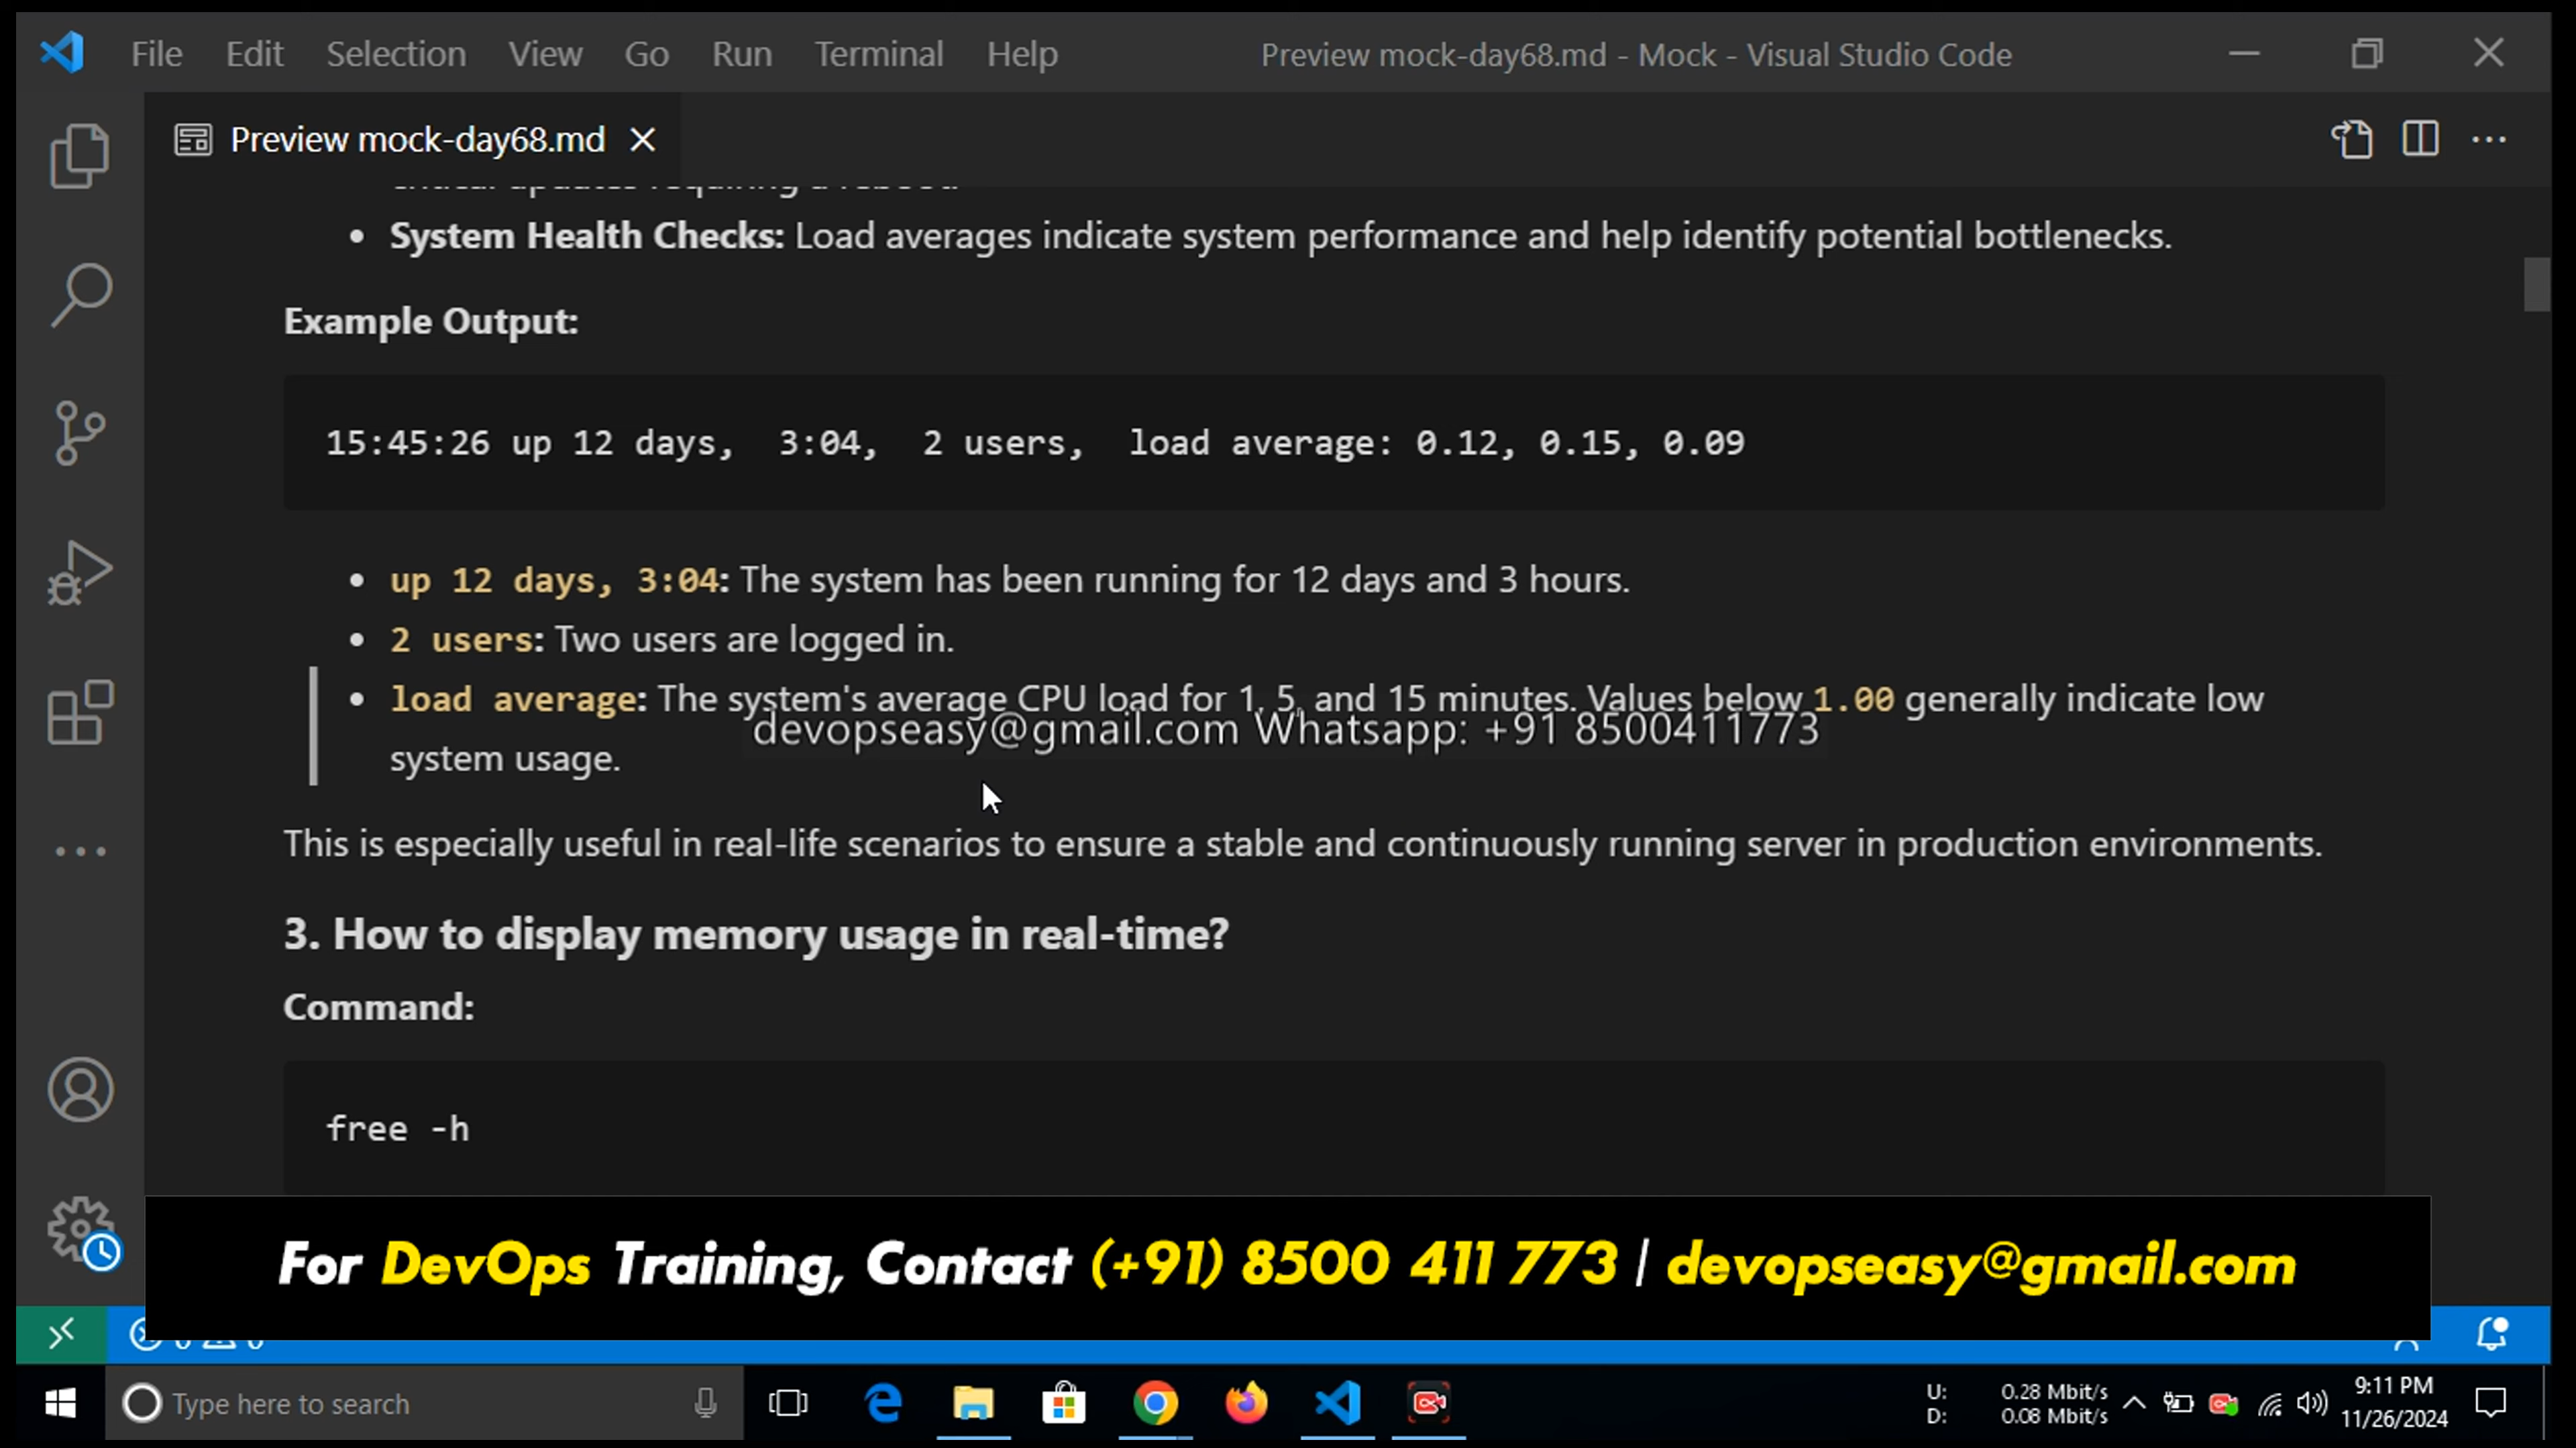 File Edit Selection View Go Run Terminal Help Preview mock-day68.md - Mock - Visual Studio Code
Preview mock-day68.md
critical updates requiring a reboot.
• System Health Checks: Load averages indicate system performance and help identify potential bottlenecks.
Example Output:
15:45:26 up 12 days,  3:04,  2 users,  load average: 0.12, 0.15, 0.09
• up 12 days, 3:04: The system has been running for 12 days and 3 hours.
• 2 users: Two users are logged in.
• load average: The system's average CPU load for 1, 5, and 15 minutes. Values below 1.00 generally indicate low
devopseasy@gmail.com Whatsapp: +91 8500411773
system usage.
This is especially useful in real-life scenarios to ensure a stable and continuously running server in production environments.
3. How to display memory usage in real-time?
Command:
free -h
For DevOps Training, Contact (+91) 8500 411 773 | devopseasy@gmail.com
Type here to search
U: 0.28 Mbit/s
D: 0.08 Mbit/s
9:11 PM
11/26/2024